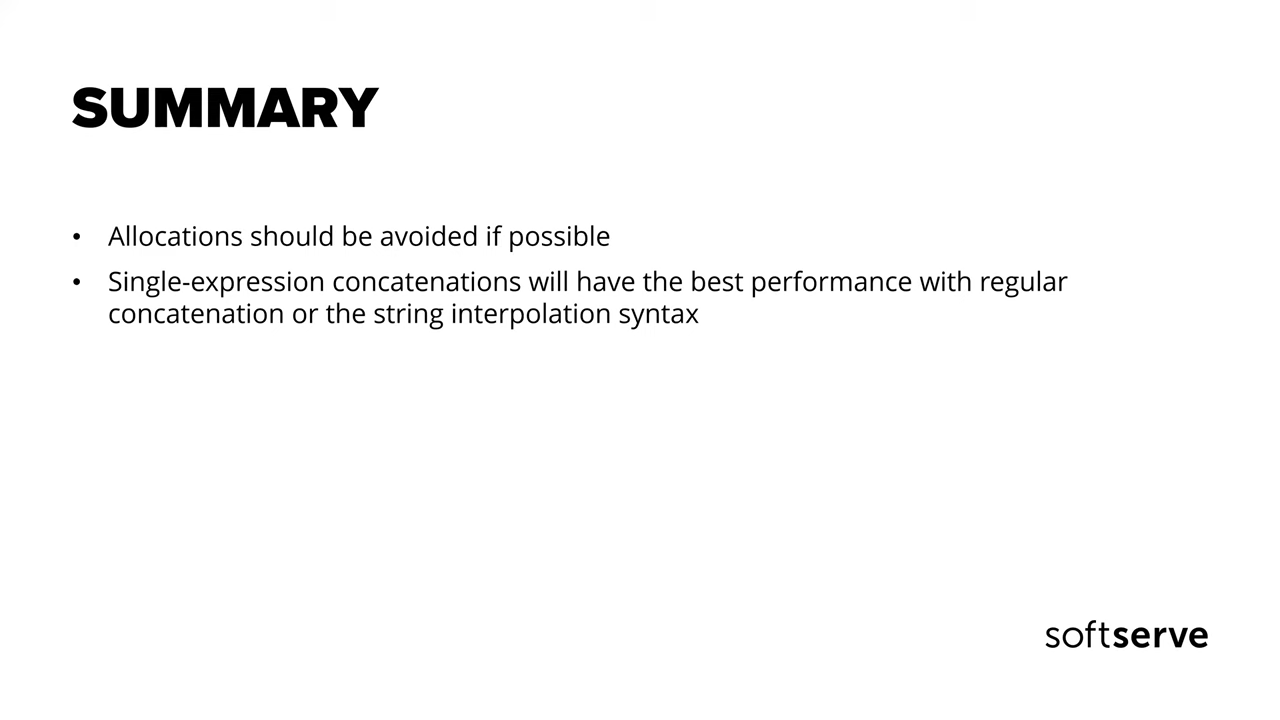 SUMMARY
• Allocations should be avoided if possible
• Single-expression concatenations will have the best performance with regular
concatenation or the string interpolation syntax
softserve